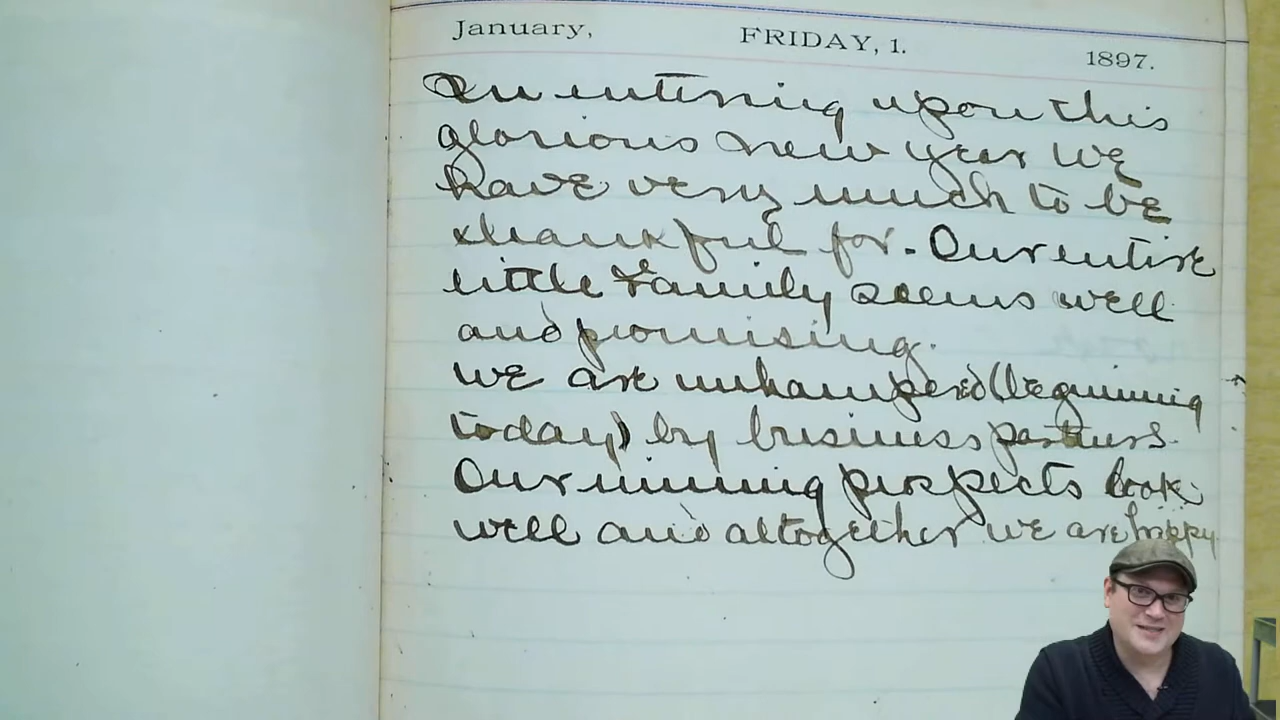 January, FRIDAY, 1. 1897.
On entering upon this
glorious new year we
have very much to be
thankful for. Our entire
little family seems well
and promising.
We are unhampered (beginning
today) by business partners.
Our mining prospects look
well and altogether we are happy